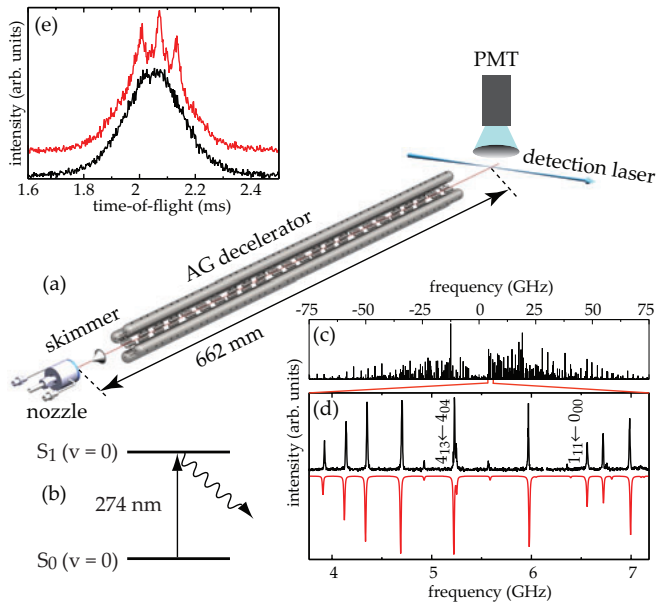 (e)
intensity (arb. units)
1.6 1.8 2 2.2 2.4
time-of-flight (ms)
PMT
detection laser
AG decelerator
(a)
skimmer
662 mm
nozzle
frequency (GHz)
-75 -50 -25 0 25 50 75
(c)
(d)
intensity (arb. units)
4₁₃← 4₀₄
1₁₁← 0₀₀
4 5 6 7
frequency (GHz)
S₁ (v = 0)
(b)
274 nm
S₀ (v = 0)